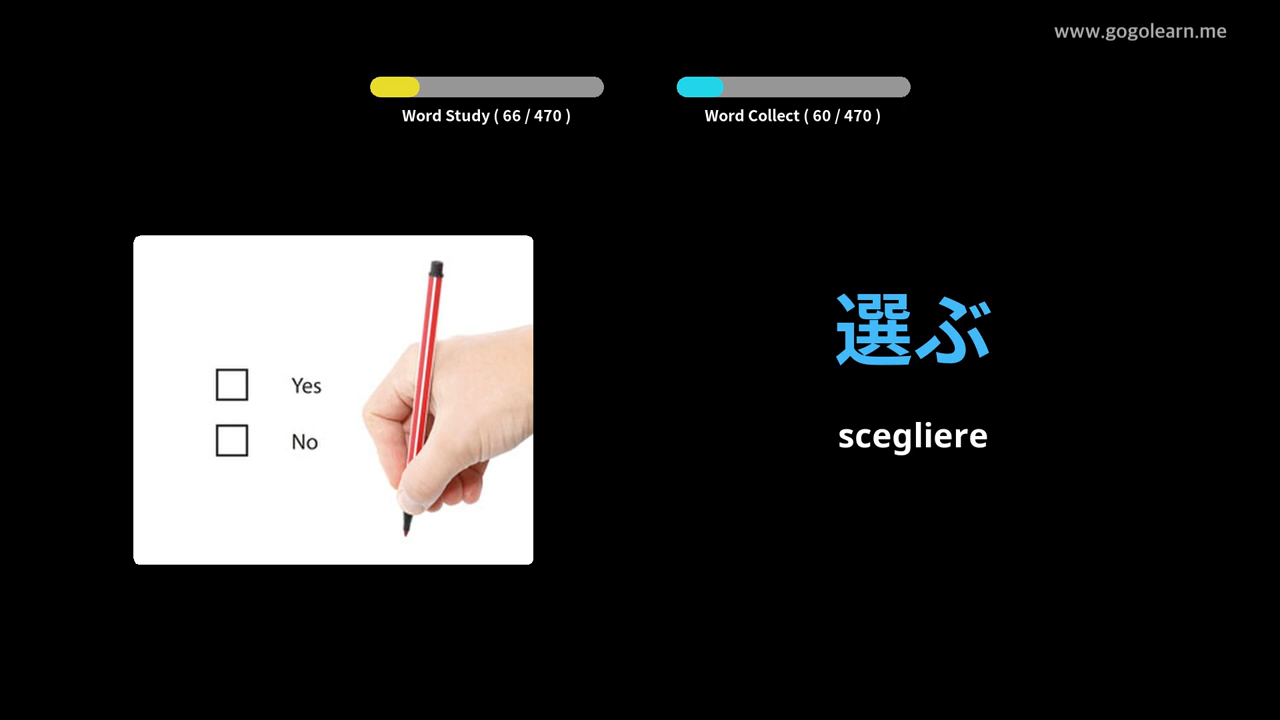 www.gogolearn.me
Word Study ( 66 / 470 )
Word Collect ( 60 / 470 )
Yes
No
選ぶ
scegliere